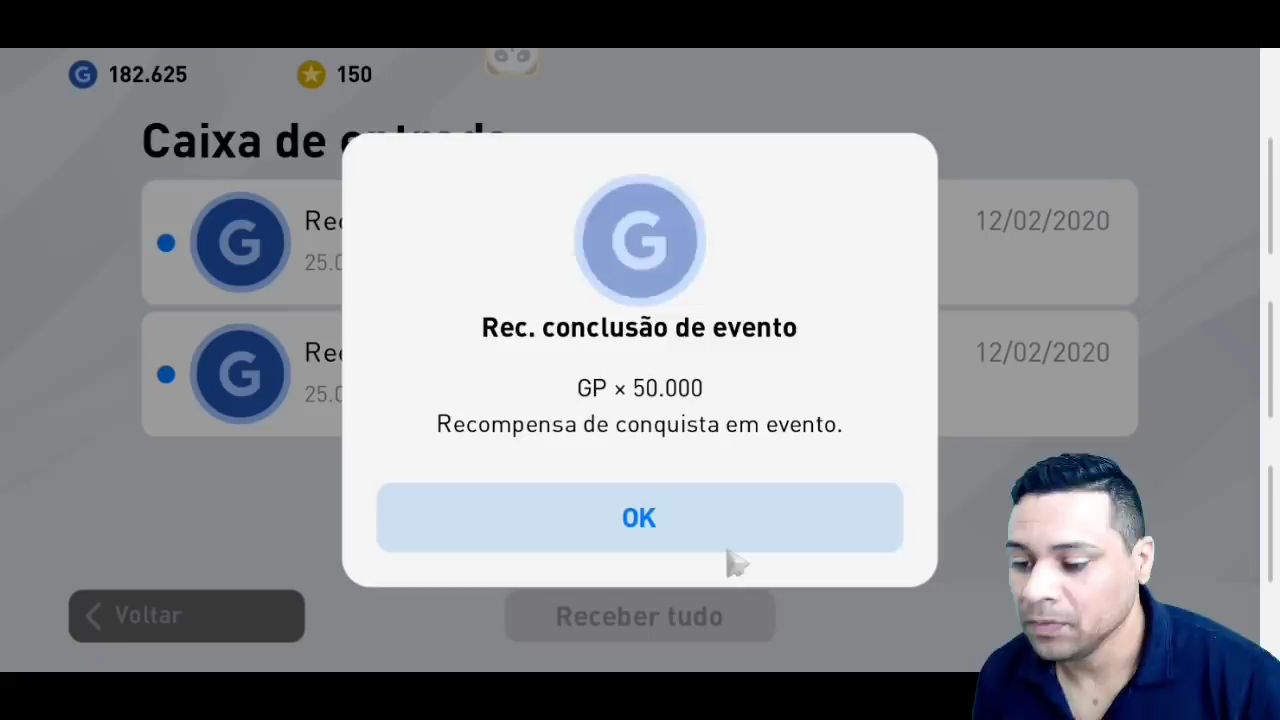 G 182.625 150
Caixa de
G Rec 12/02/2020
25.0
G Rec 12/02/2020
25.0
G
Rec. conclusão de evento
GP × 50.000
Recompensa de conquista em evento.
OK
Voltar Receber tudo